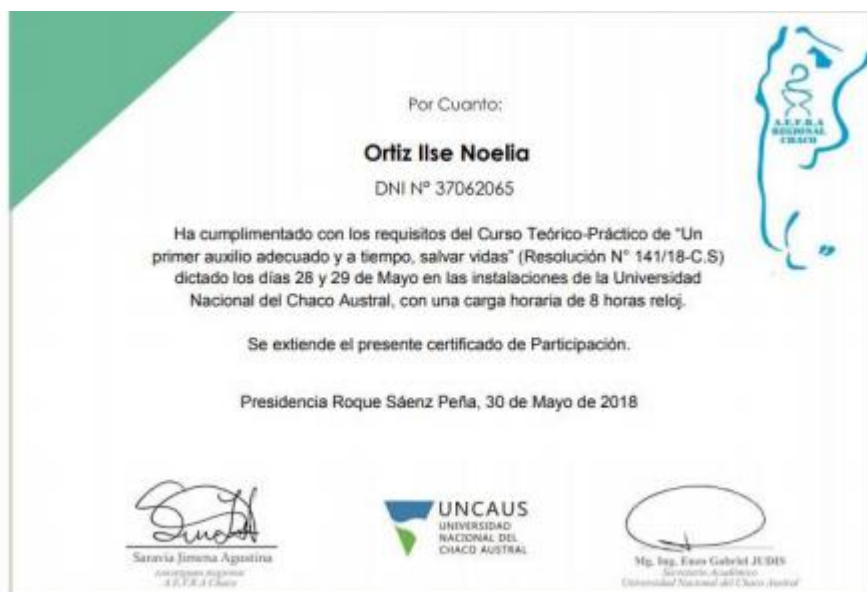 Por Cuanto:
Ortiz Ilse Noelia
DNI N° 37062065
A.E.F.R.A
REGIONAL
CHACO
Ha cumplimentado con los requisitos del Curso Teórico-Práctico de “Un
primer auxilio adecuado y a tiempo, salvar vidas” (Resolución N° 141/18-C.S)
dictado los días 28 y 29 de Mayo en las instalaciones de la Universidad
Nacional del Chaco Austral, con una carga horaria de 8 horas reloj.
Se extiende el presente certificado de Participación.
Presidencia Roque Sáenz Peña, 30 de Mayo de 2018
Saravia Jimena Agustina
A.E.F.R.A Chaco
UNCAUS
UNIVERSIDAD
NACIONAL DEL
CHACO AUSTRAL
Mg. Ing. Enzo Gabriel JUDIS
Secretario Académico
Universidad Nacional del Chaco Austral